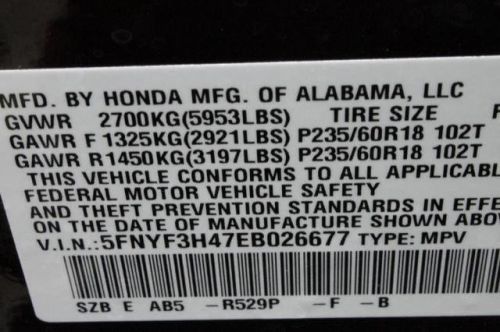 MFD. BY HONDA MFG. OF ALABAMA, LLC
GVWR 2700KG(5953LBS) TIRE SIZE
GAWR F 1325KG(2921LBS) P235/60R18 102T
GAWR R1450KG(3197LBS) P235/60R18 102T
THIS VEHICLE CONFORMS TO ALL APPLICABL
FEDERAL MOTOR VEHICLE SAFETY
AND THEFT PREVENTION STANDARDS IN EFFE
ON THE DATE OF MANUFACTURE SHOWN ABOV
V.I.N.:5FNYF3H47EB026677 TYPE: MPV
SZB E AB5 -R529P -F -B